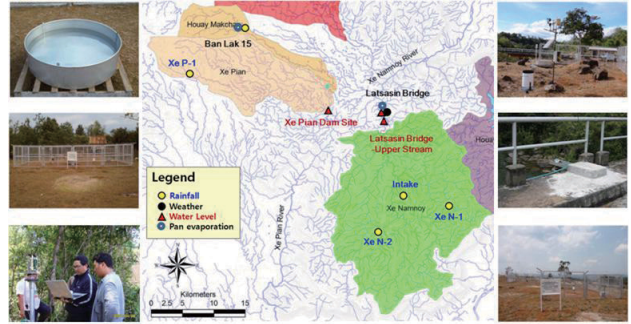 Houay Makchan
Ban Lak 15
Xe P-1
Xe Pian
Xe Namnoy River
Latsasin Bridge
Xe Pian Dam Site
Latsasin Bridge
Upper Stream
Houay
Legend
Rainfall
Weather
Water Level
Pan evaporation
Intake
Xe Namnoy
Xe N-1
Xe N-2
Xe Pian River
Kilometers
0 2.5 5 10 15